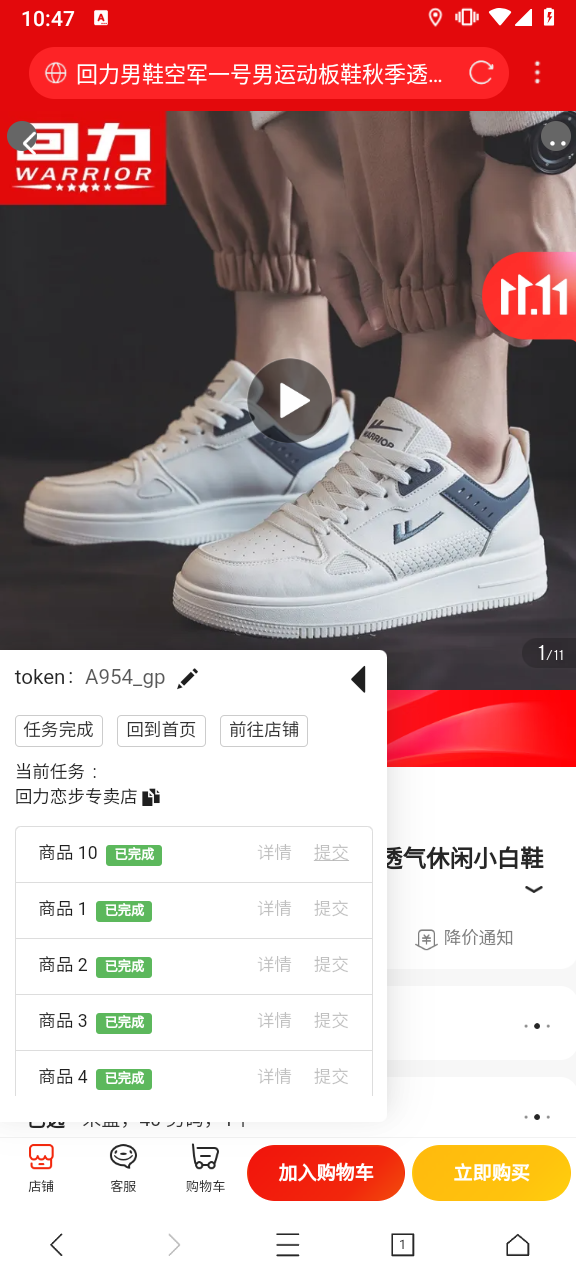 10:47
A
回力男鞋空军一号男运动板鞋秋季透...
回力
WARRIOR
11.11
WARRIOR
1/11
token: A954_gp
任务完成 回到首页 前往店铺
当前任务：
回力恋步专卖店
商品 10 已完成 详情 提交
透气休闲小白鞋
商品 1 已完成 详情 提交
降价通知
商品 2 已完成 详情 提交
商品 3 已完成 详情 提交
商品 4 已完成 详情 提交
店铺 客服 购物车 加入购物车 立即购买
1